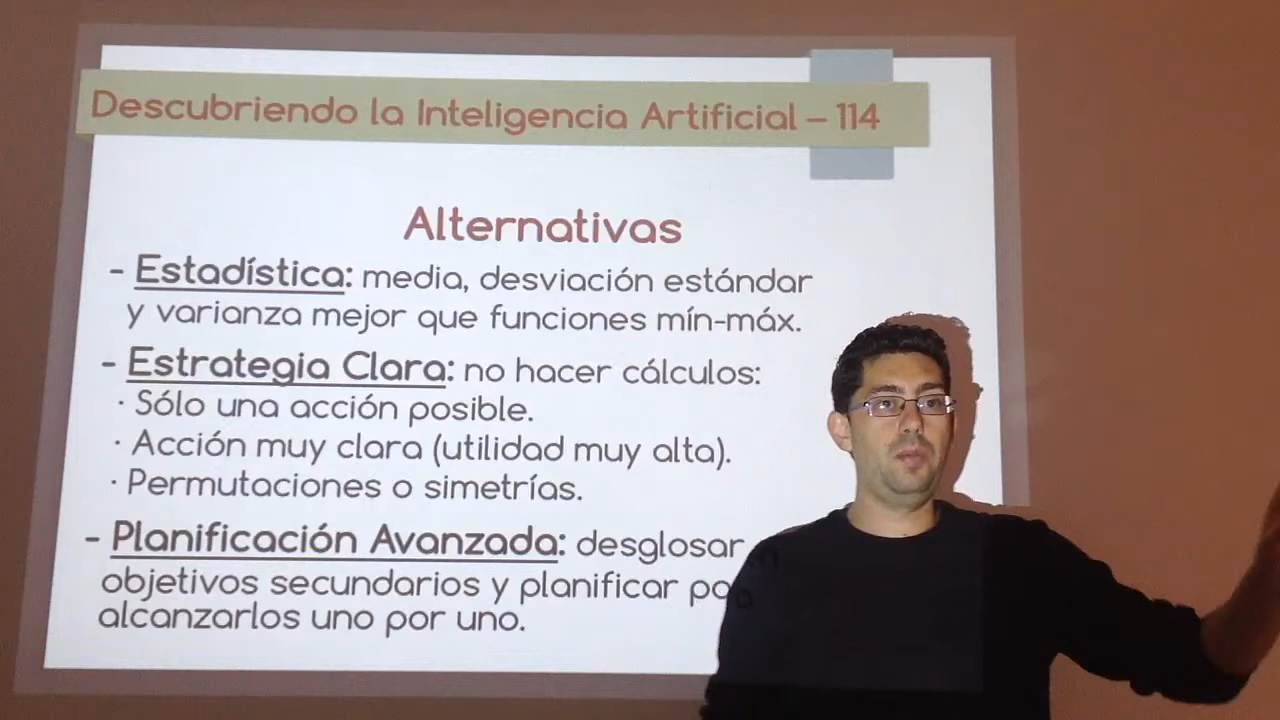 Descubriendo la Inteligencia Artificial – 114
Alternativas
- Estadística: media, desviación estándar
y varianza mejor que funciones mín-máx.
- Estrategia Clara: no hacer cálculos:
· Sólo una acción posible.
· Acción muy clara (utilidad muy alta).
· Permutaciones o simetrías.
- Planificación Avanzada: desglosar
objetivos secundarios y planificar
alcanzarlos uno por uno.